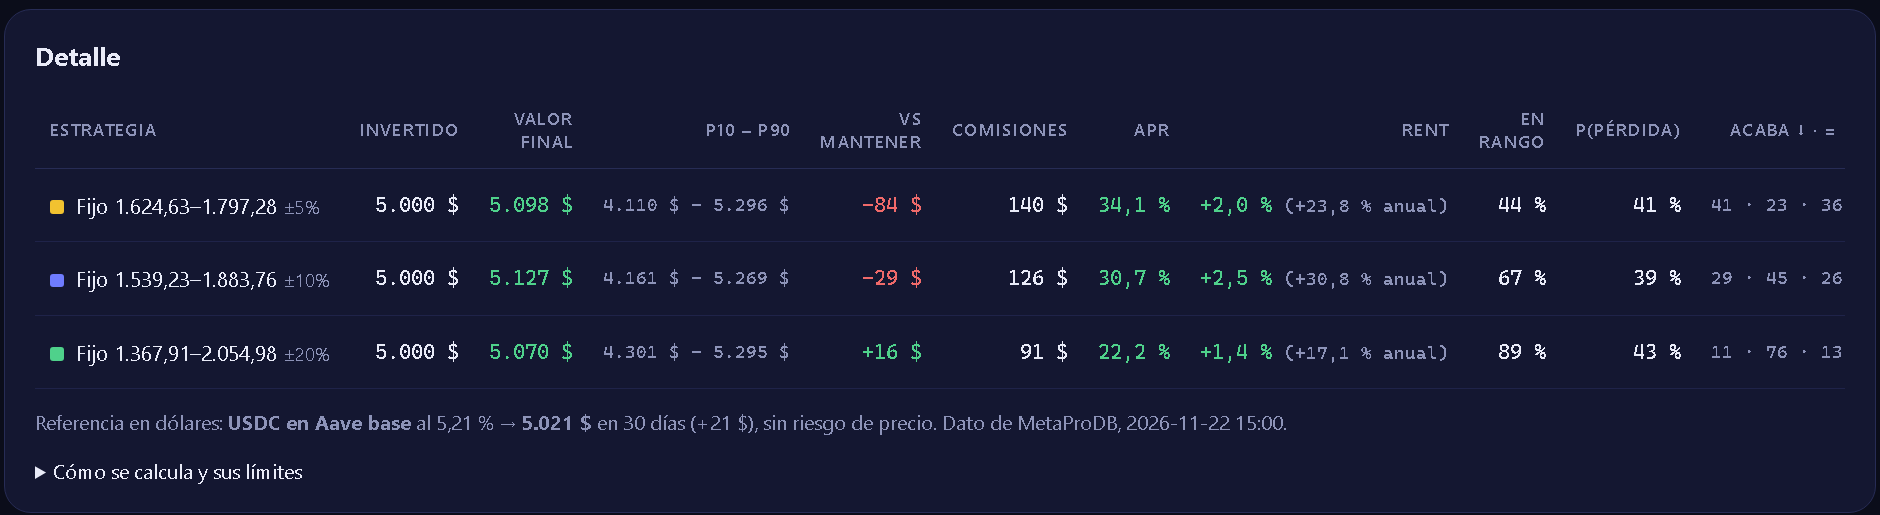 Detalle
ESTRATEGIA INVERTIDO VALOR FINAL P10 – P90 VS MANTENER COMISIONES APR RENT EN RANGO P(PÉRDIDA) ACABA ↓ · =
Fijo 1.624,63–1.797,28 ±5% 5.000 $ 5.098 $ 4.110 $ – 5.296 $ −84 $ 140 $ 34,1 % +2,0 % (+23,8 % anual) 44 % 41 % 41 · 23 · 36
Fijo 1.539,23–1.883,76 ±10% 5.000 $ 5.127 $ 4.161 $ – 5.269 $ −29 $ 126 $ 30,7 % +2,5 % (+30,8 % anual) 67 % 39 % 29 · 45 · 26
Fijo 1.367,91–2.054,98 ±20% 5.000 $ 5.070 $ 4.301 $ – 5.295 $ +16 $ 91 $ 22,2 % +1,4 % (+17,1 % anual) 89 % 43 % 11 · 76 · 13
Referencia en dólares: USDC en Aave base al 5,21 % → 5.021 $ en 30 días (+21 $), sin riesgo de precio. Dato de MetaProDB, 2026-11-22 15:00.
▶ Cómo se calcula y sus límites